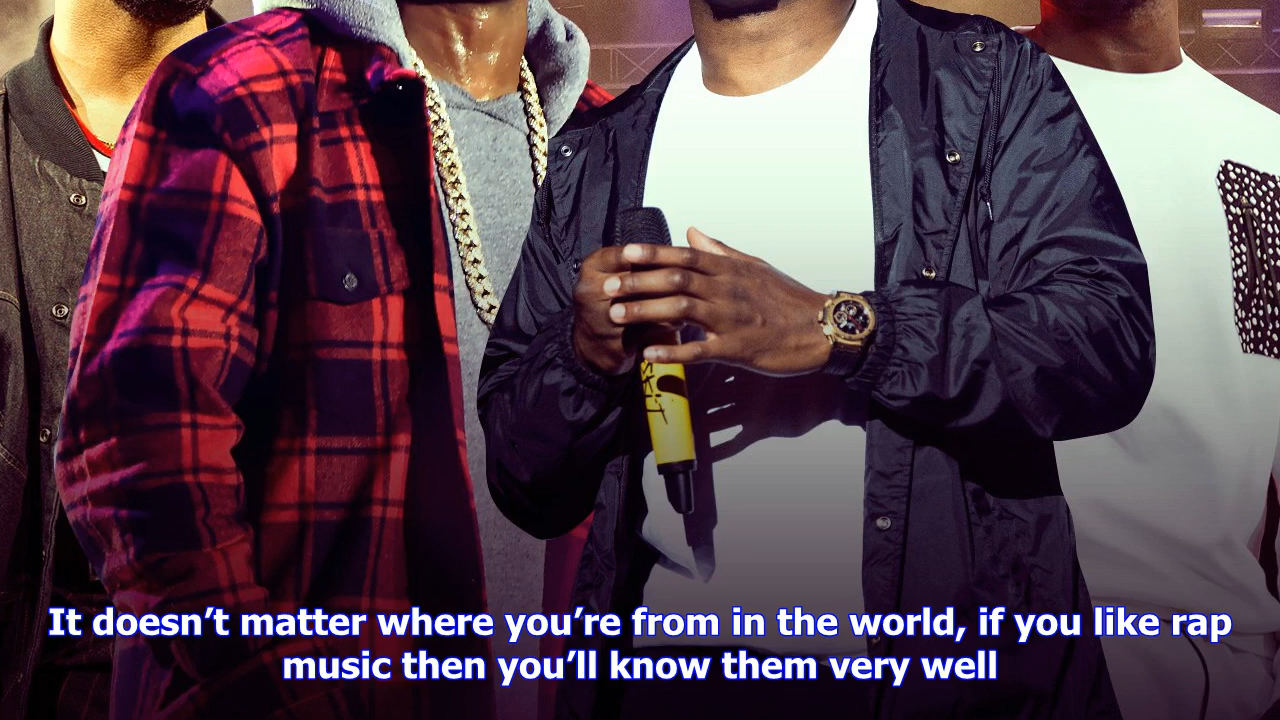 It doesn’t matter where you’re from in the world, if you like rap
music then you’ll know them very well